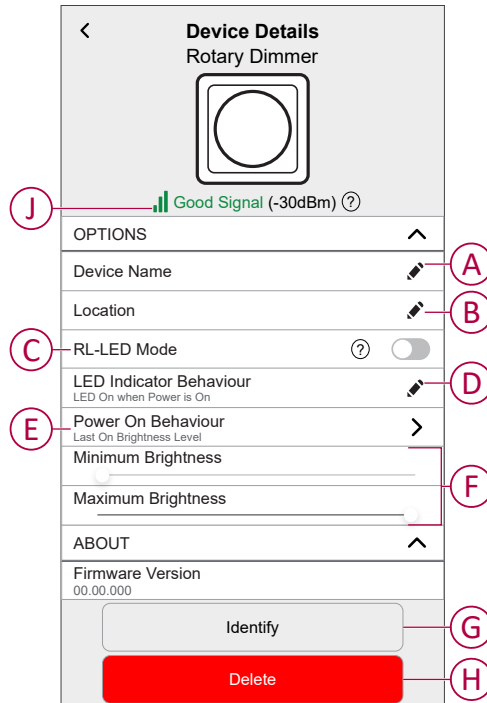 Device Details
Rotary Dimmer
J
Good Signal (-30dBm) ?
OPTIONS
Device Name
A
Location
B
C
RL-LED Mode ?
LED Indicator Behaviour
LED On when Power is On
D
E
Power On Behaviour
Last On Brightness Level
Minimum Brightness
F
Maximum Brightness
ABOUT
Firmware Version
00.00.000
Identify
G
Delete
H